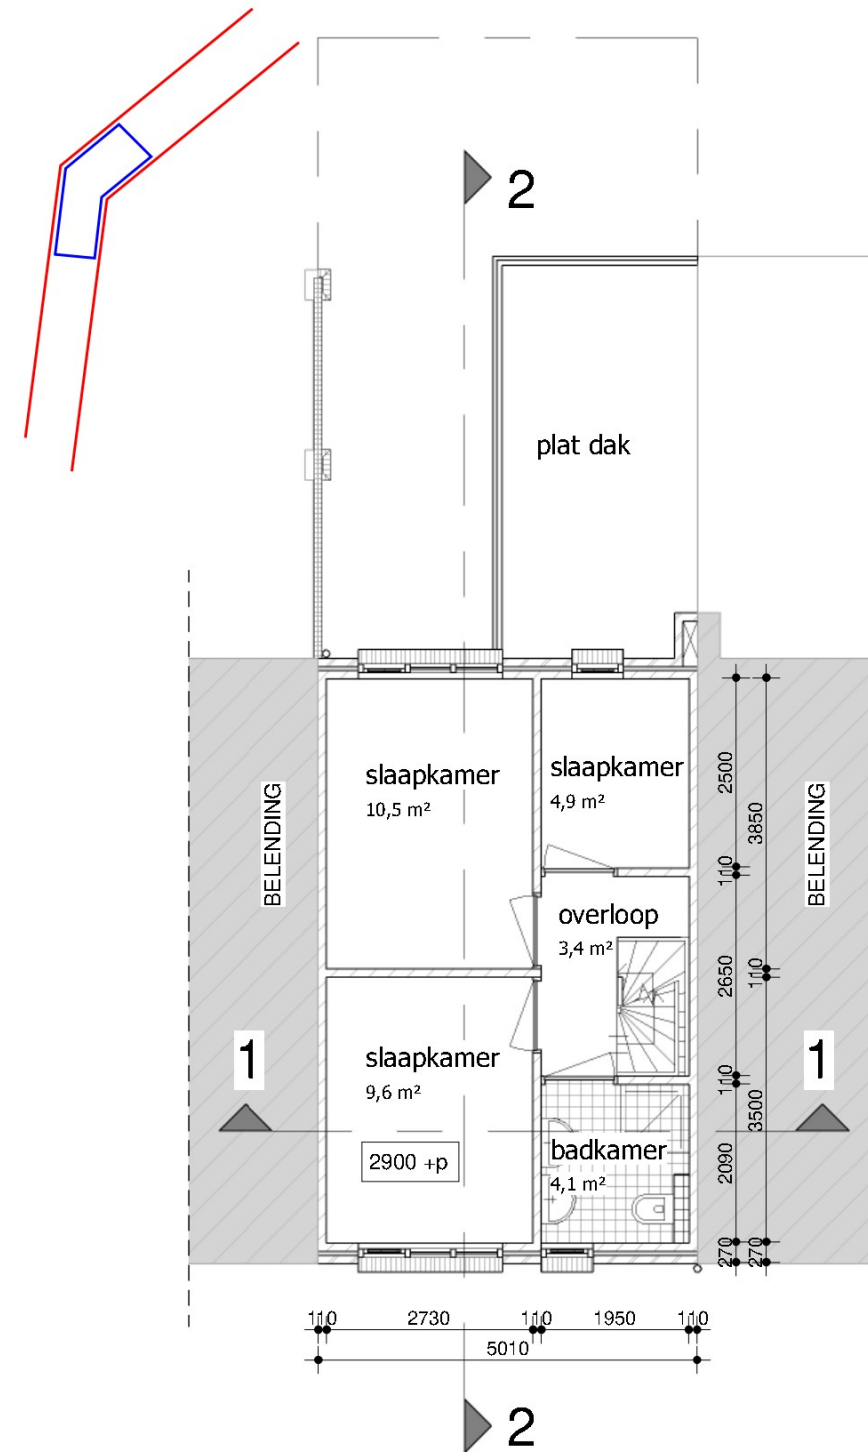 2
plat dak
BELENDING
slaapkamer
10,5 m²
slaapkamer
4,9 m²
BELENDING
2500
3850
110
overloop
3,4 m²
2650
110
1
slaapkamer
9,6 m²
2900 +p
badkamer
4,1 m²
110
3500
1
2090
270
270
110
2730
110
1950
110
5010
2